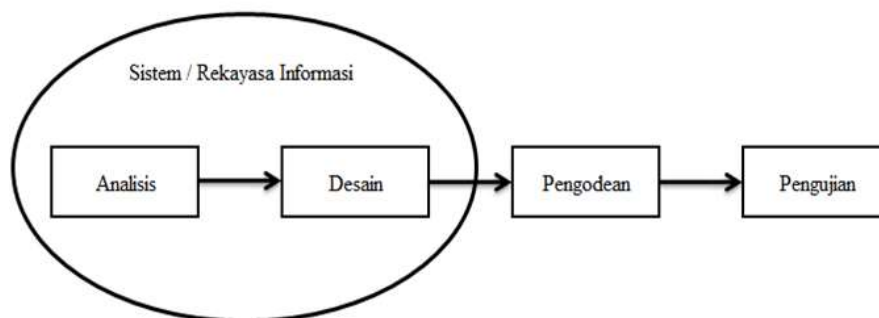 Sistem / Rekayasa Informasi
Analisis
Desain
Pengodean
Pengujian